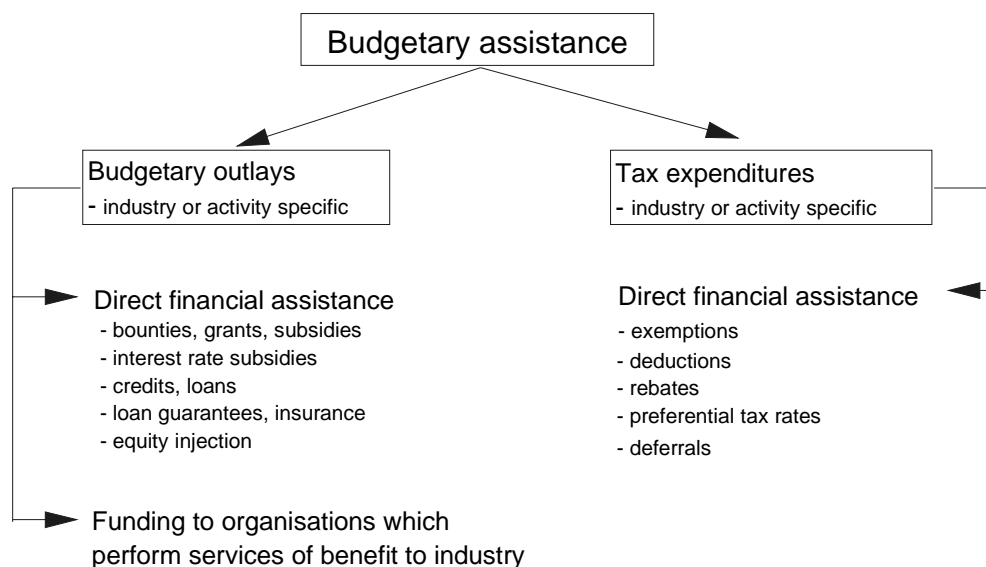 Budgetary assistance
Budgetary outlays
- industry or activity specific
Tax expenditures
- industry or activity specific
Direct financial assistance
- bounties, grants, subsidies
- interest rate subsidies
- credits, loans
- loan guarantees, insurance
- equity injection
Funding to organisations which
perform services of benefit to industry
Direct financial assistance
- exemptions
- deductions
- rebates
- preferential tax rates
- deferrals